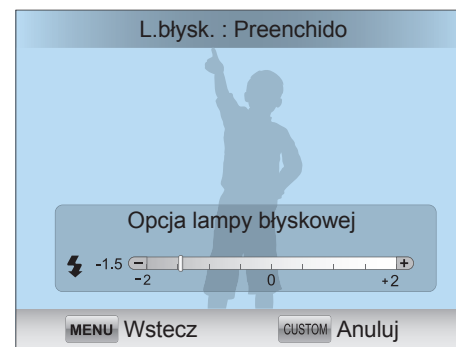 L.błysk. : Preenchido
Opcja lampy błyskowej
-1.5 − +
-2 0 +2
MENU Wstecz CUSTOM Anuluj